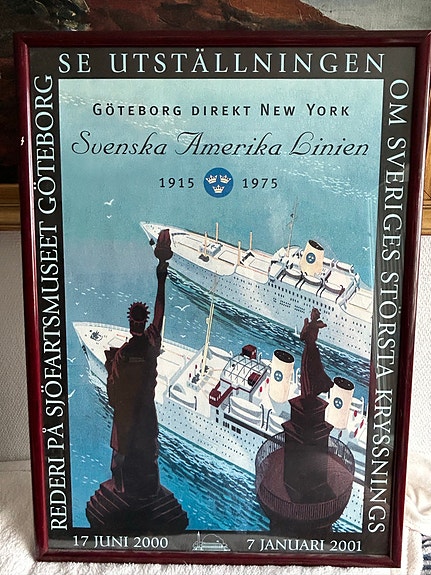 SE UTSTÄLLNINGEN
OM SVERIGES STÖRSTA KRYSSNINGS
REDERI PÅ SJÖFARTSMUSEET GÖTEBORG
GÖTEBORG DIREKT NEW YORK
Svenska Amerika Linien
1915 1975
17 JUNI 2000 7 JANUARI 2001